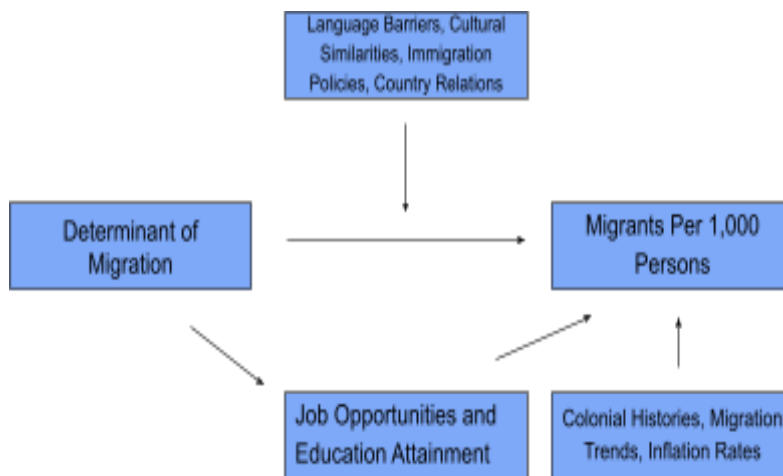 Language Barriers, Cultural
Similarities, Immigration
Policies, Country Relations
Determinant of
Migration
Migrants Per 1,000
Persons
Job Opportunities and
Education Attainment
Colonial Histories, Migration
Trends, Inflation Rates